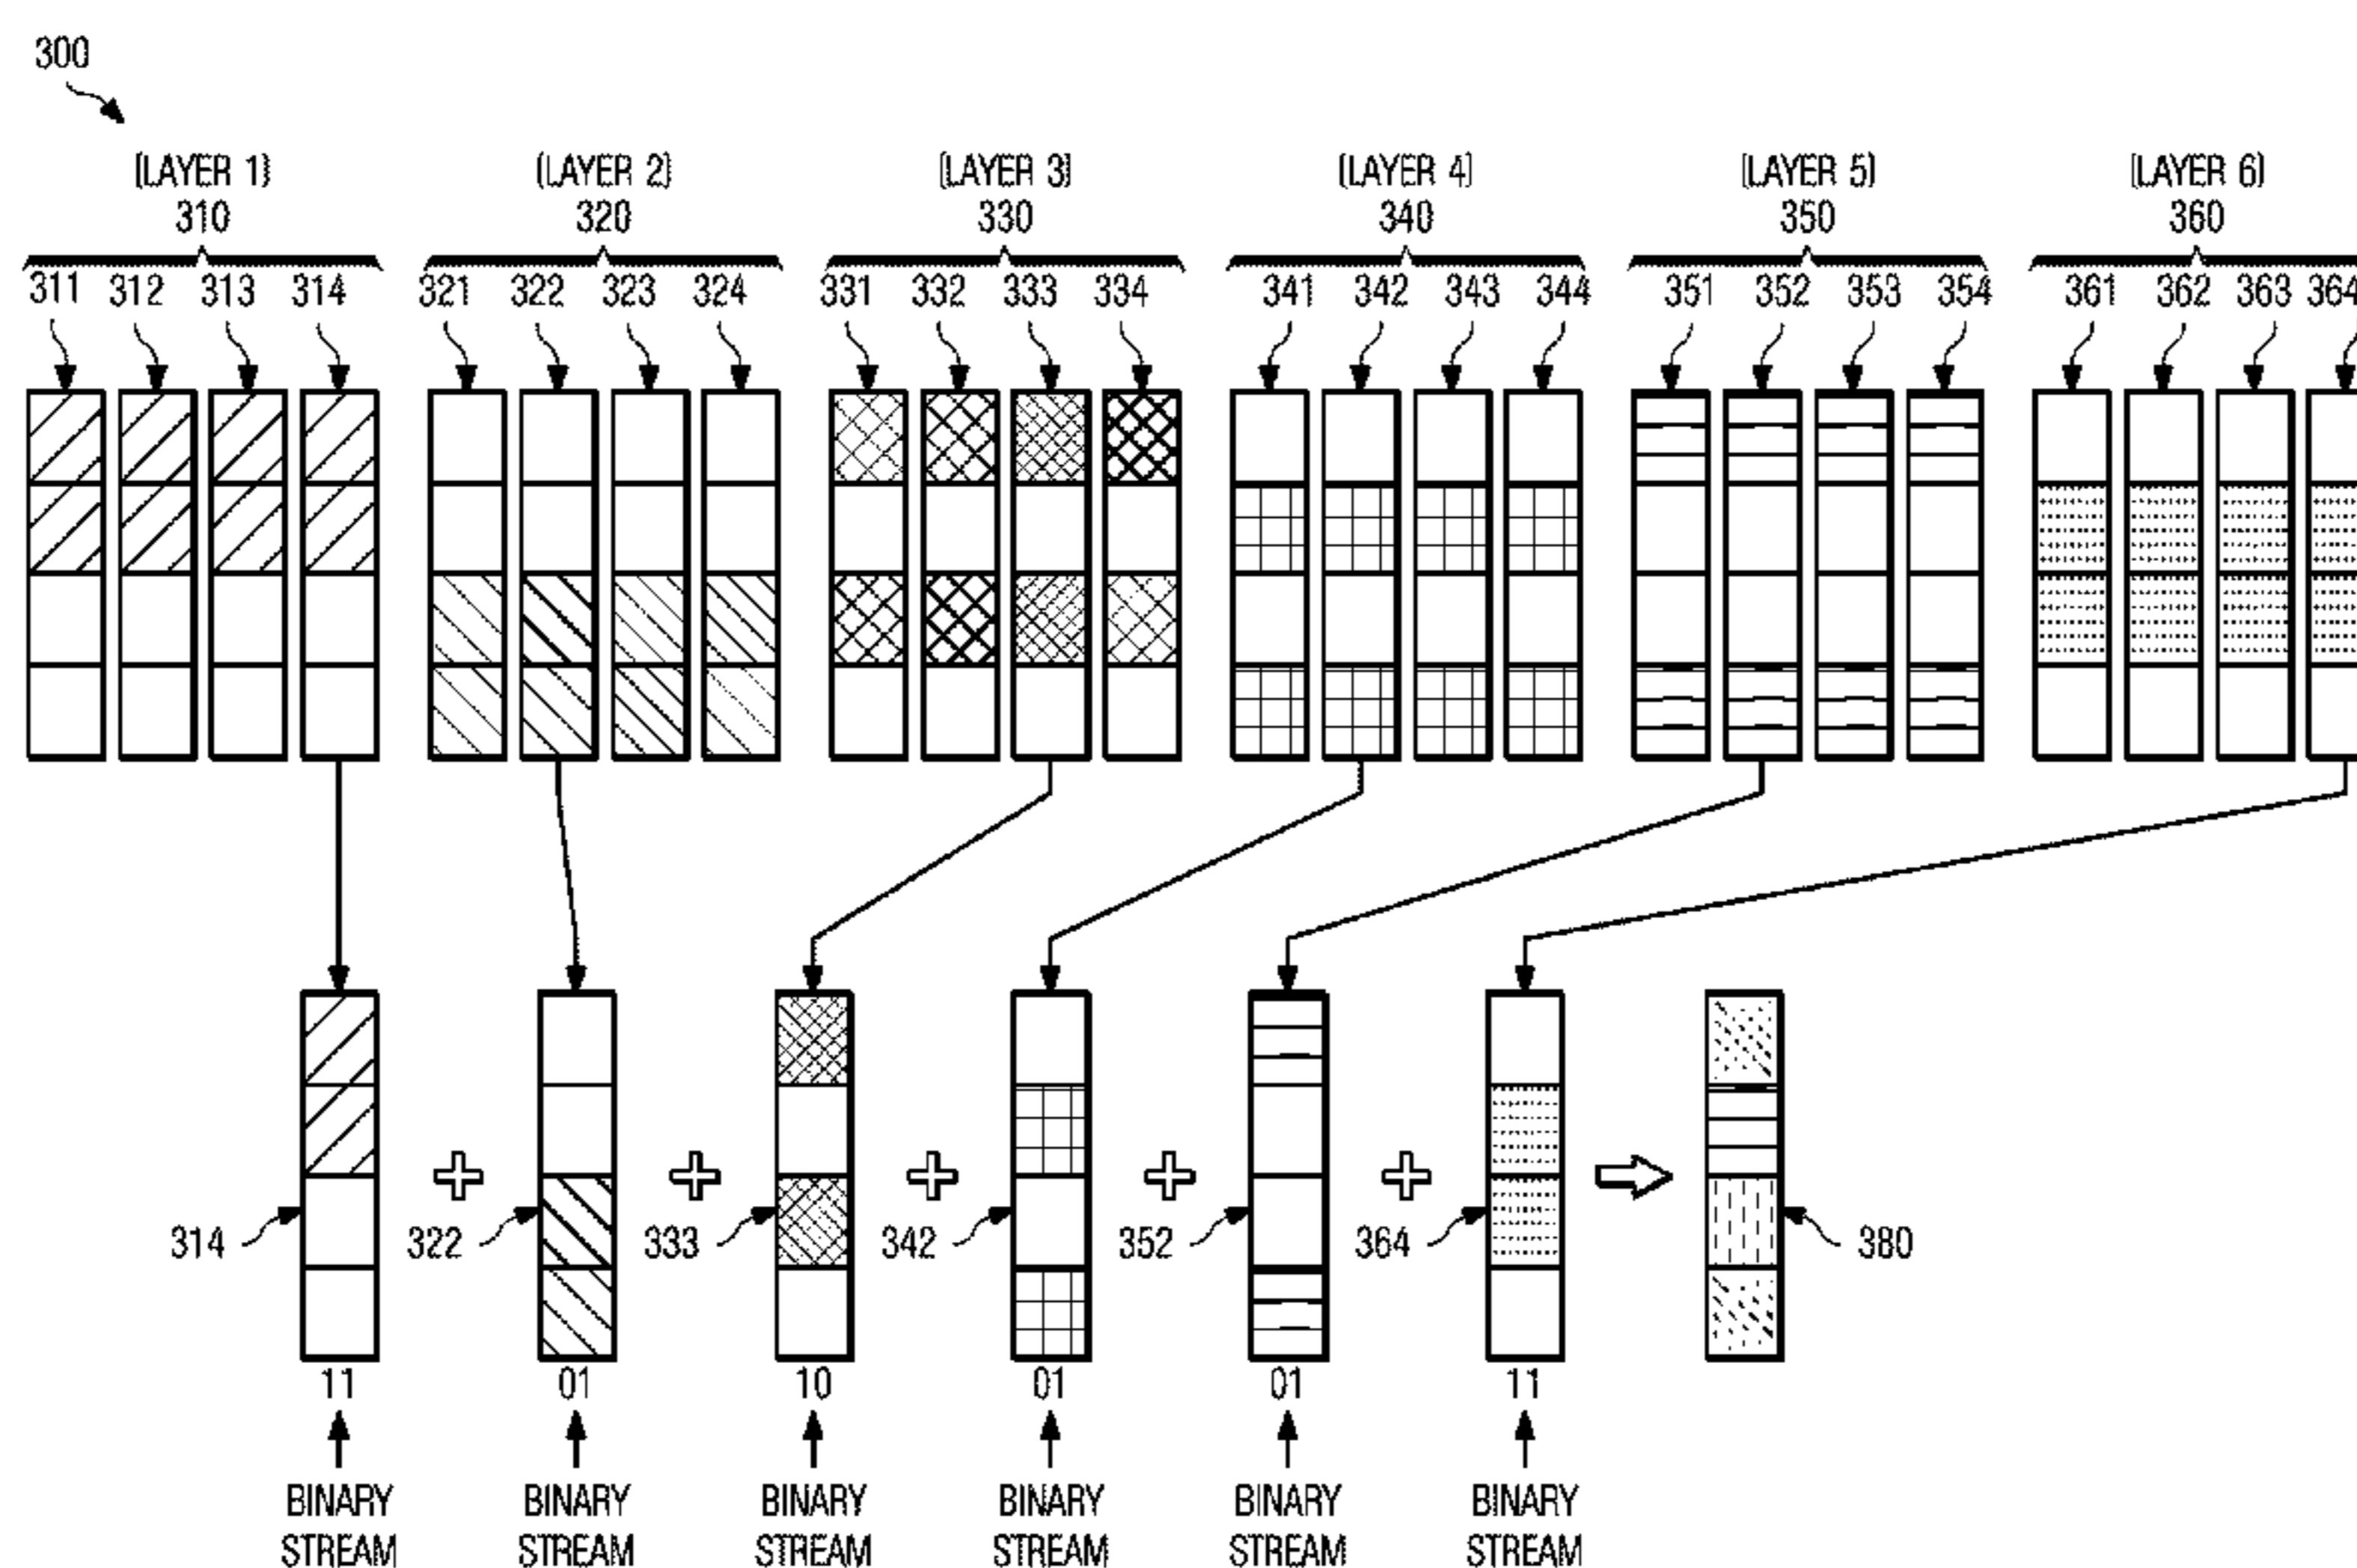 300
(LAYER 1) (LAYER 2) (LAYER 3) (LAYER 4) (LAYER 5) (LAYER 6)
310 320 330 340 350 360
311 312 313 314 321 322 323 324 331 332 333 334 341 342 343 344 351 352 353 354 361 362 363 364
314 322 333 342 352 364 380
11 01 10 01 01 11
BINARY BINARY BINARY BINARY BINARY BINARY
STREAM STREAM STREAM STREAM STREAM STREAM